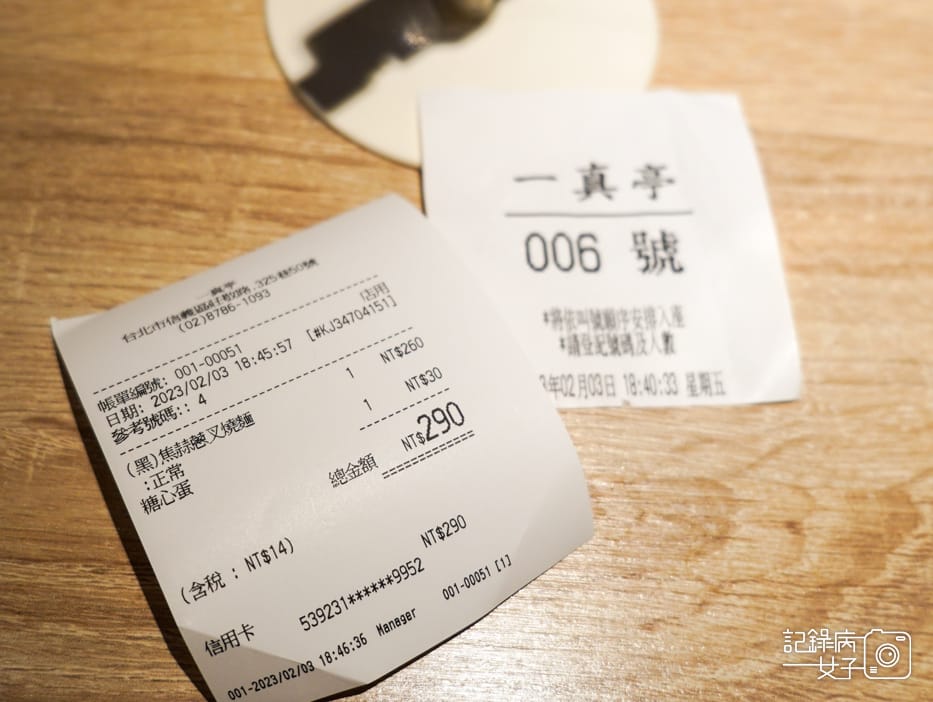 一真亭
台北市信義區莊敬路.325巷50號
(02)8786-1093
店用
帳單編號: 001-00051
日期: 2023/02/03 18:45:57 [#KJ34704151]
參考號碼:: 4
(黑)焦蒜蔥叉燒麵 1 NT$260
:正常
糖心蛋 1 NT$30
總金額 NT$290
(含稅 : NT$14)
NT$290
信用卡 539231******9952
001-2023/02/03 18:46:36 Manager 001-00051 [1]
一真亭
006 號
*將依叫號順序安排入座
*請登記號碼及人數
3年02月03日 18:40:33 星期五
記錄病
女子